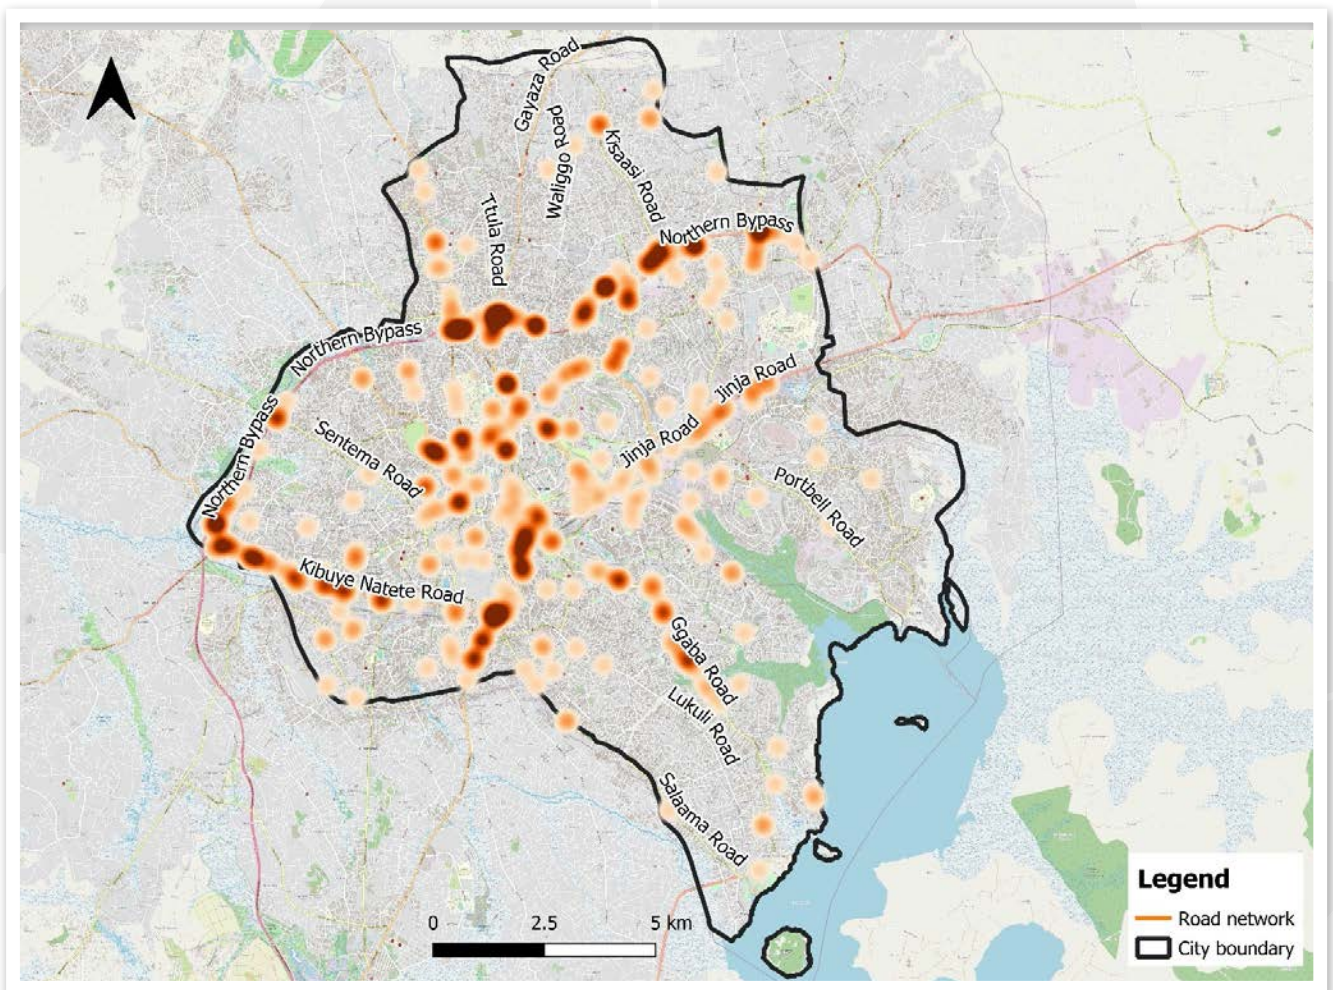 Gayaza Road
Waliggo Road
Kisaasi Road
Ttula Road
Northern Bypass
Northern Bypass
Northern Bypass
Jinja Road
Jinja Road
Sentema Road
Portbell Road
Kibuye Natete Road
Ggaba Road
Lukuli Road
Salaama Road
0 2.5 5 km
Legend
Road network
City boundary